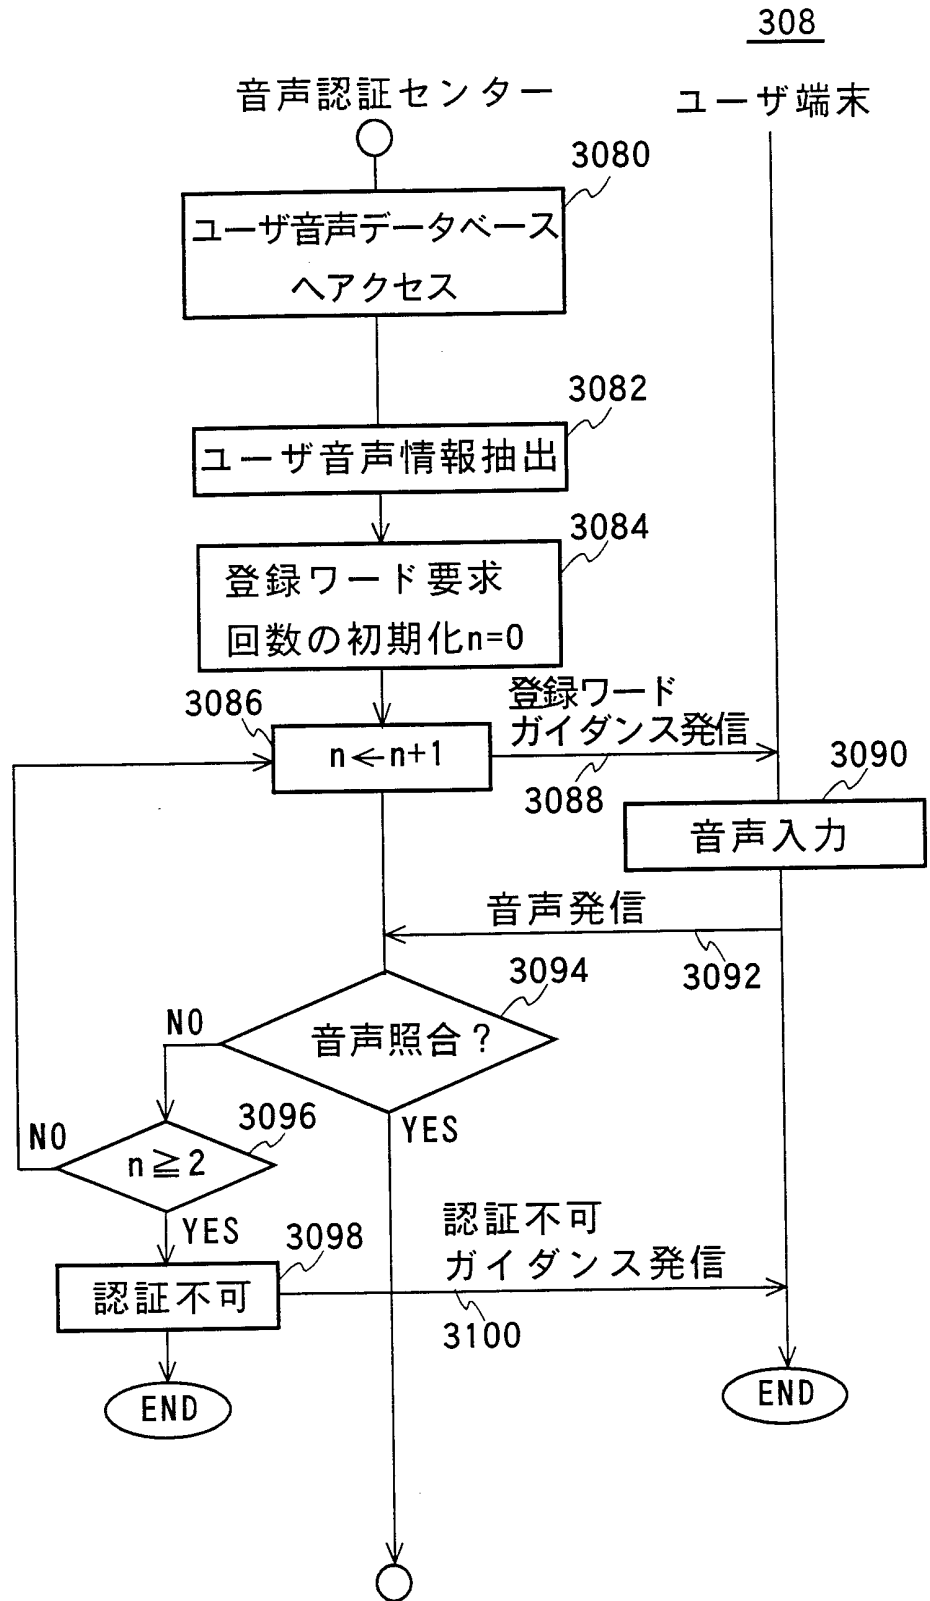 308
音声認証センター
ユーザ端末
3080
ユーザ音声データベース
へアクセス
3082
ユーザ音声情報抽出
3084
登録ワード要求
回数の初期化n=0
3086
登録ワード
ガイダンス発信
n←n+1
3088
3090
音声入力
音声発信
3092
3094
NO
音声照合?
3096
YES
NO
n≧2
YES
3098
認証不可
ガイダンス発信
認証不可
3100
END
END